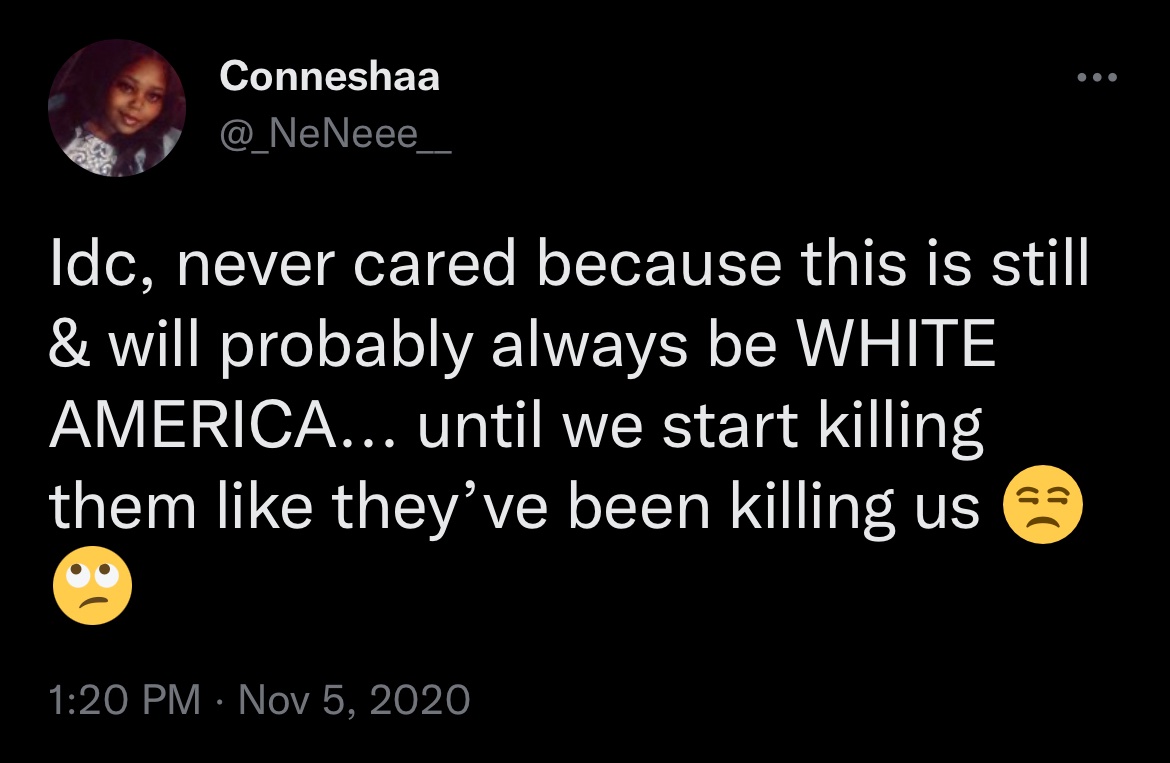 Conneshaa
@_NeNeee__
Idc, never cared because this is still
& will probably always be WHITE
AMERICA... until we start killing
them like they’ve been killing us 😒
🙄
1:20 PM · Nov 5, 2020